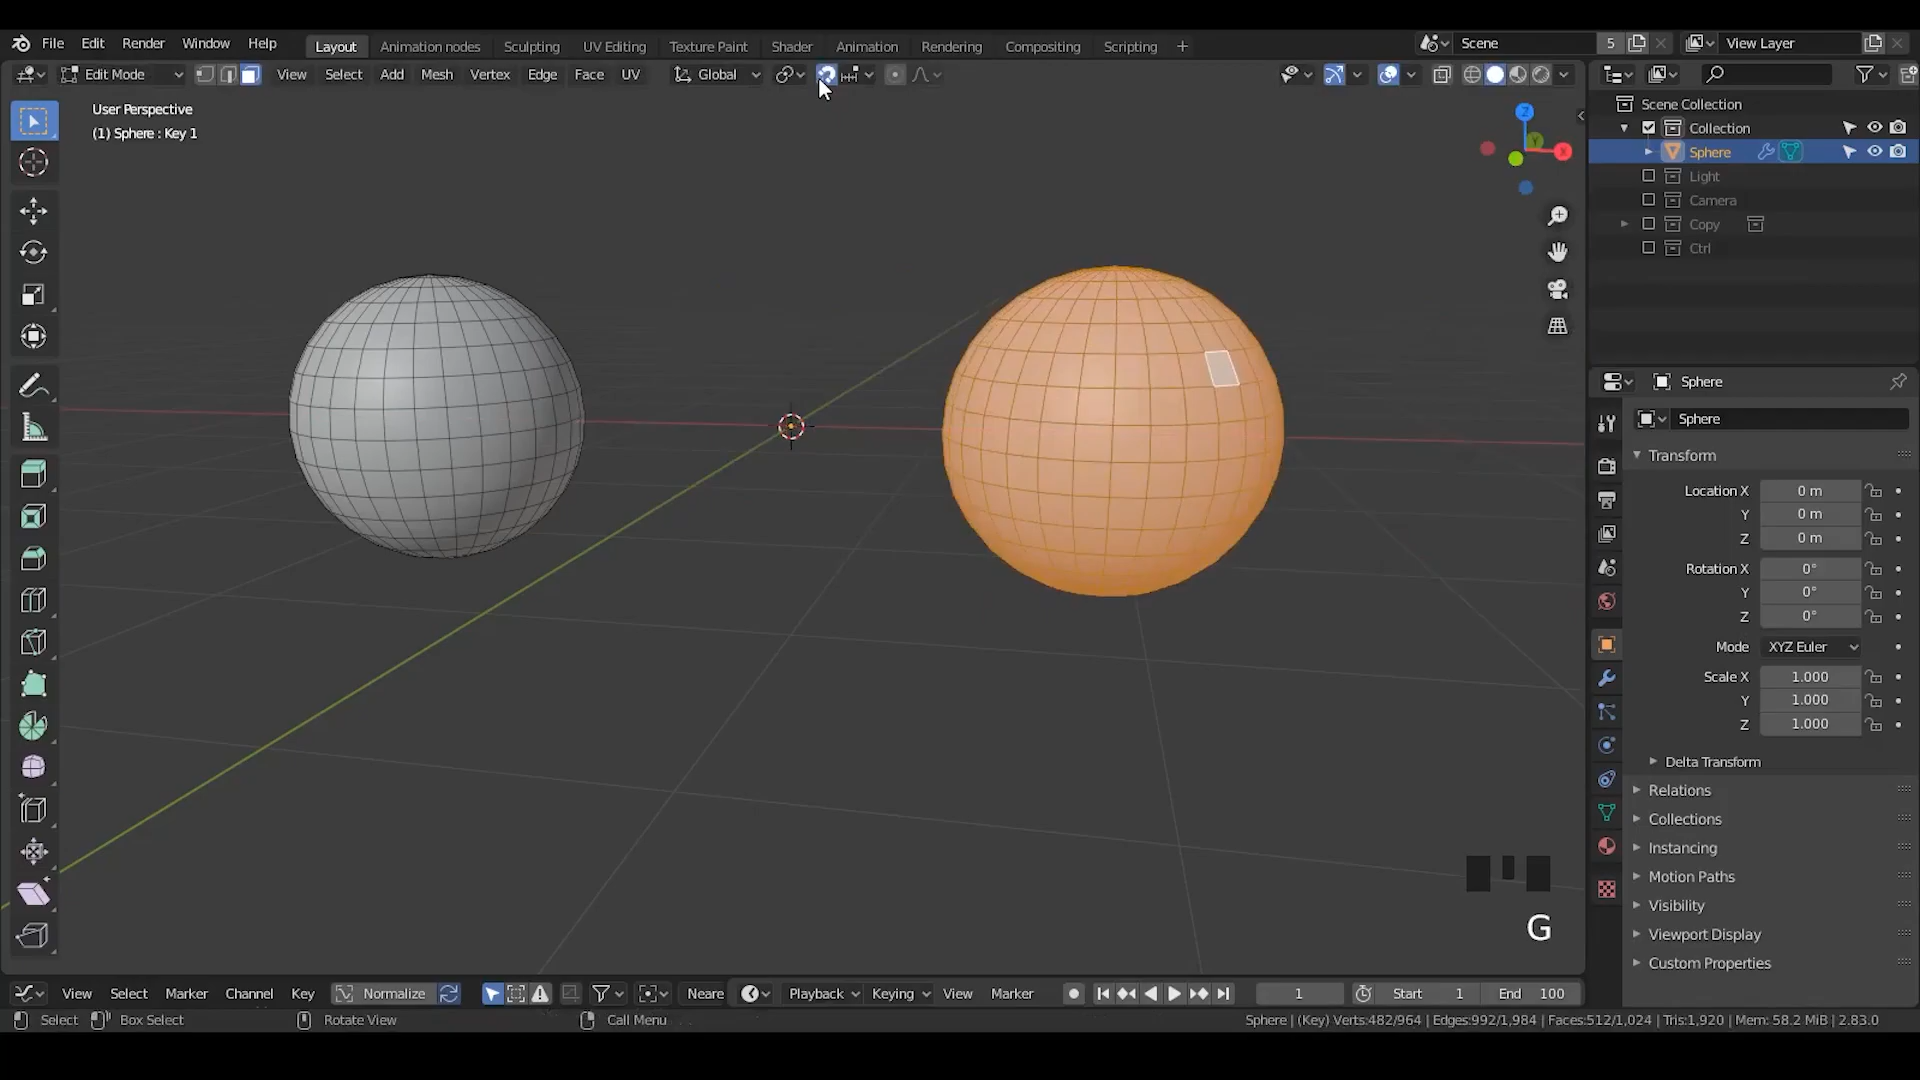 File Edit Render Window Help Layout Animation nodes Sculpting UV Editing Texture Paint Shader Animation Rendering Compositing Scripting + Scene 5 View Layer
Edit Mode View Select Add Mesh Vertex Edge Face UV Global
User Perspective
(1) Sphere : Key 1
Z
Y
X
Scene Collection
Collection
Sphere
Light
Camera
Copy
Ctrl
Sphere
Sphere
Transform
Location X 0 m
Y 0 m
Z 0 m
Rotation X 0°
Y 0°
Z 0°
Mode XYZ Euler
Scale X 1.000
Y 1.000
Z 1.000
Delta Transform
Relations
Collections
Instancing
Motion Paths
Visibility
Viewport Display
Custom Properties
G
View Select Marker Channel Key Normalize Neare Playback Keying View Marker 1 Start 1 End 100
Select Box Select Rotate View Call Menu Sphere | (Key) Verts:482/964 | Edges:992/1,984 | Faces:512/1,024 | Tris:1,920 | Mem: 58.2 MiB | 2.83.0